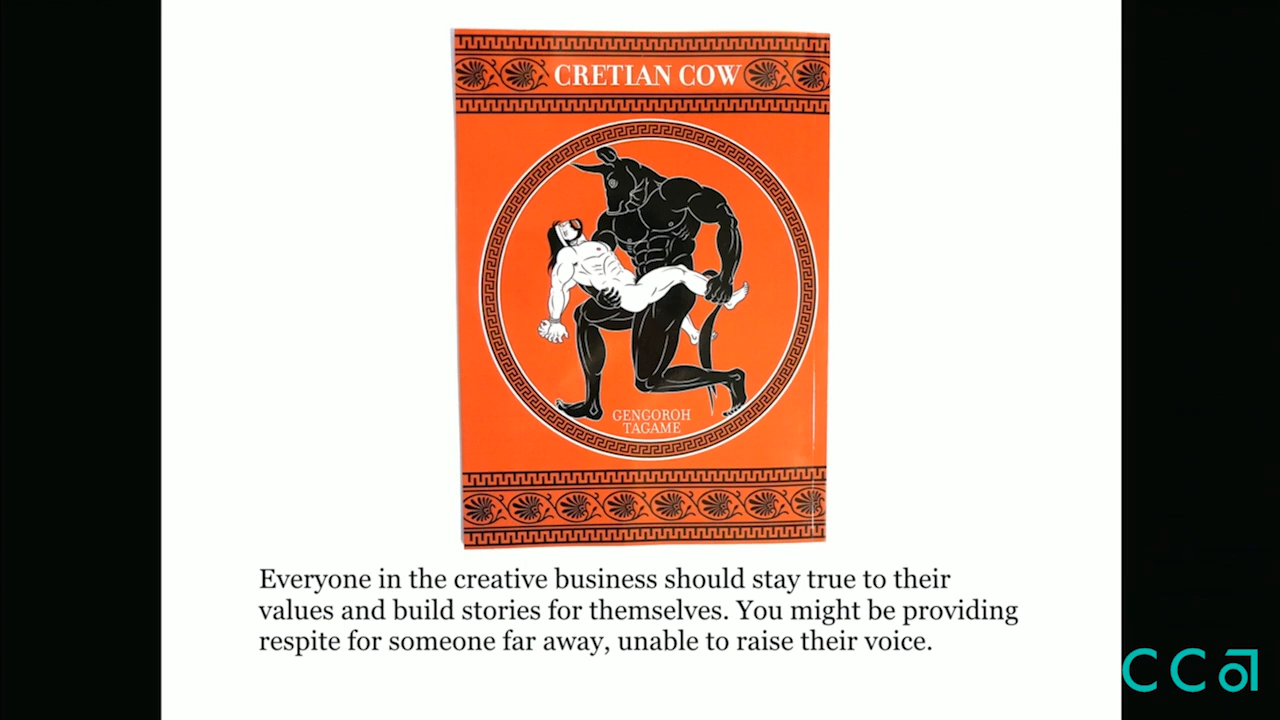 CRETIAN COW
GENGOROH
TAGAME
Everyone in the creative business should stay true to their
values and build stories for themselves. You might be providing
respite for someone far away, unable to raise their voice.
CCA